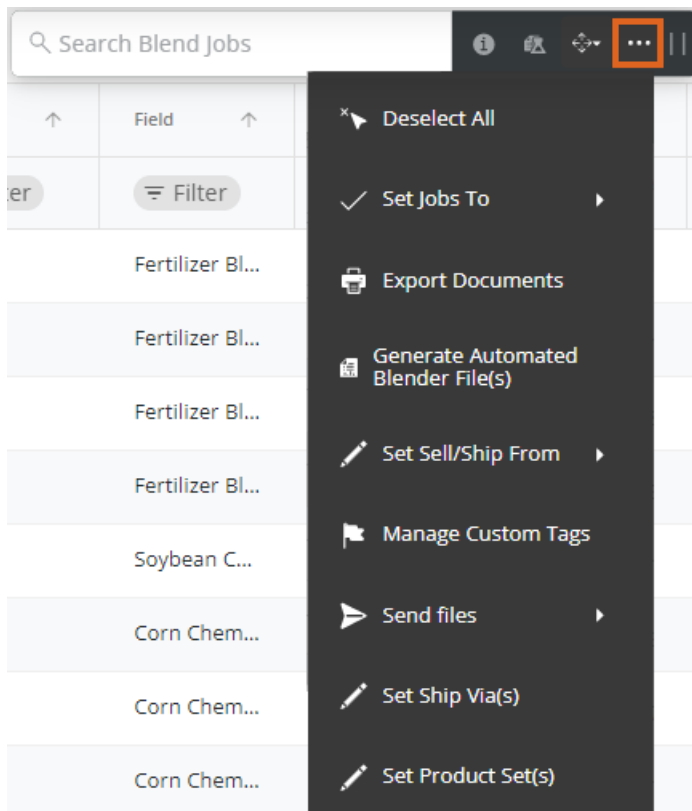 Search Blend Jobs
Field
er
Filter
Fertilizer Bl...
Fertilizer Bl...
Fertilizer Bl...
Fertilizer Bl...
Soybean C...
Corn Chem...
Corn Chem...
Corn Chem...
Deselect All
Set Jobs To
Export Documents
Generate Automated
Blender File(s)
Set Sell/Ship From
Manage Custom Tags
Send files
Set Ship Via(s)
Set Product Set(s)